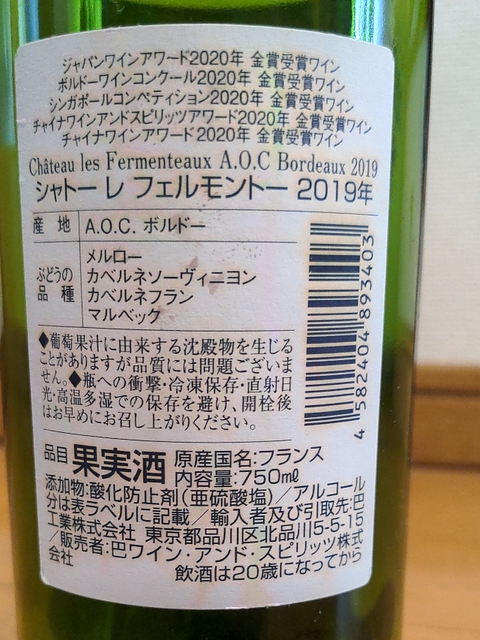 ジャパンワインアワード2020年 金賞受賞ワイン
ボルドーワインコンクール2020年 金賞受賞ワイン
シンガポールコンペティション2020年 金賞受賞ワイン
チャイナワインアンドスピリッツアワード2020年 金賞受賞ワイン
チャイナワインアワード2020年 金賞受賞ワイン
Château les Fermenteaux A.O.C Bordeaux 2019
シャトー レ フェルモントー 2019年
産 地 A.O.C. ボルドー
ぶどうの品種
メルロー
カベルネソーヴィニヨン
カベルネフラン
マルベック
◆葡萄果汁に由来する沈殿物を生じる
ことがありますが品質には問題ございま
せん。◆瓶への衝撃・冷凍保存・直射日
光・高温多湿での保存を避け、開栓後
はお早めにお召し上がりください。
4 582404 893403
品目 果実酒 原産国名:フランス
内容量:750㎖
添加物:酸化防止剤(亜硫酸塩)/アルコール
分は表ラベルに記載/輸入者及び引取先:巴
工業株式会社 東京都品川区北品川5-5-15
/販売者:巴ワイン・アンド・スピリッツ株式
会社
飲酒は20歳になってから